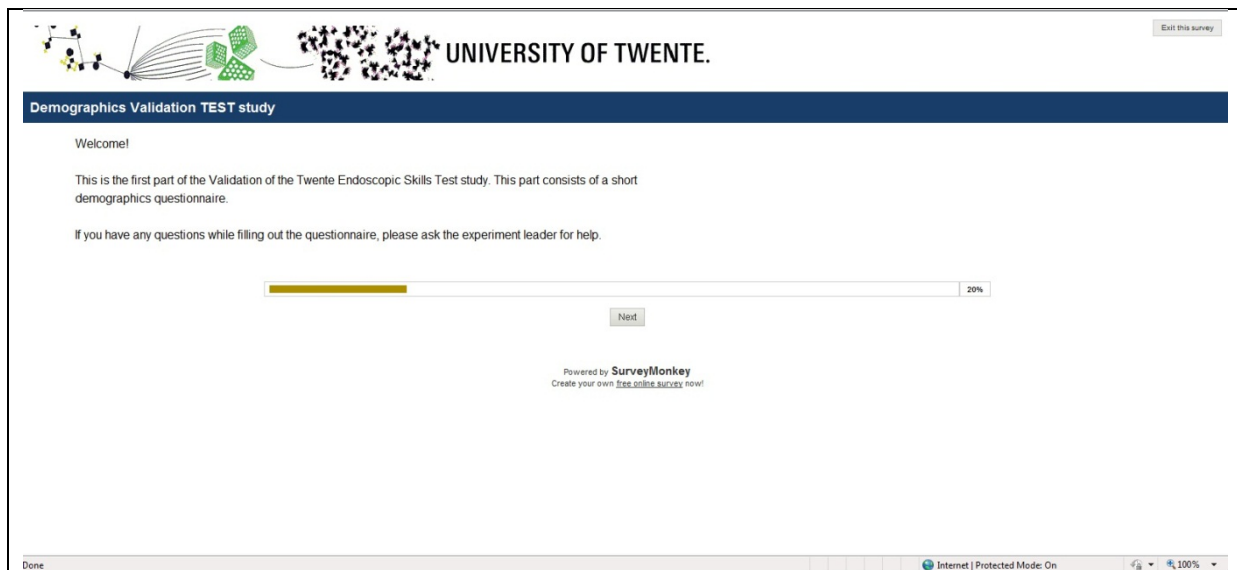 Exit this survey
UNIVERSITY OF TWENTE.
Demographics Validation TEST study
Welcome!
This is the first part of the Validation of the Twente Endoscopic Skills Test study. This part consists of a short
demographics questionnaire.
If you have any questions while filling out the questionnaire, please ask the experiment leader for help.
20%
Next
Powered by SurveyMonkey
Create your own free online survey now!
Done
Internet | Protected Mode: On
100%